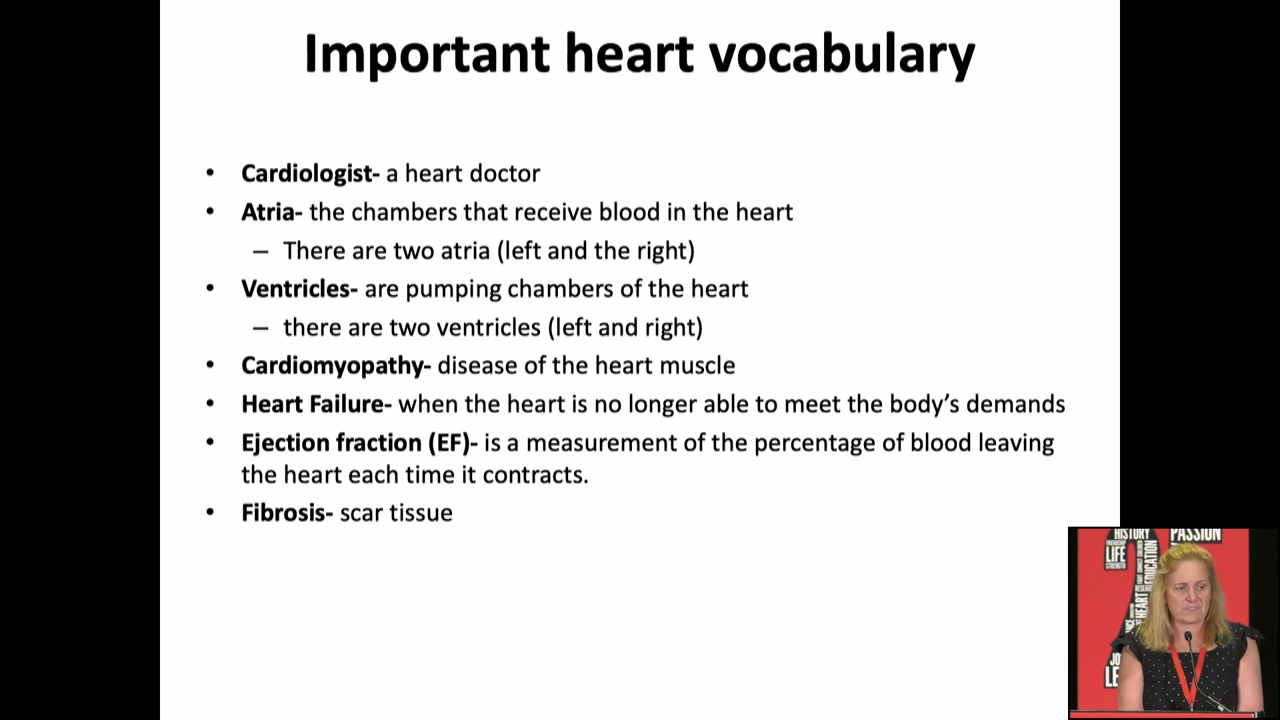 Important heart vocabulary
• Cardiologist- a heart doctor
• Atria- the chambers that receive blood in the heart
– There are two atria (left and the right)
• Ventricles- are pumping chambers of the heart
– there are two ventricles (left and right)
• Cardiomyopathy- disease of the heart muscle
• Heart Failure- when the heart is no longer able to meet the body’s demands
• Ejection fraction (EF)- is a measurement of the percentage of blood leaving
the heart each time it contracts.
• Fibrosis- scar tissue
HISTORY
PASSION
LIFE
STRENGTH
EDUCATION
HEART